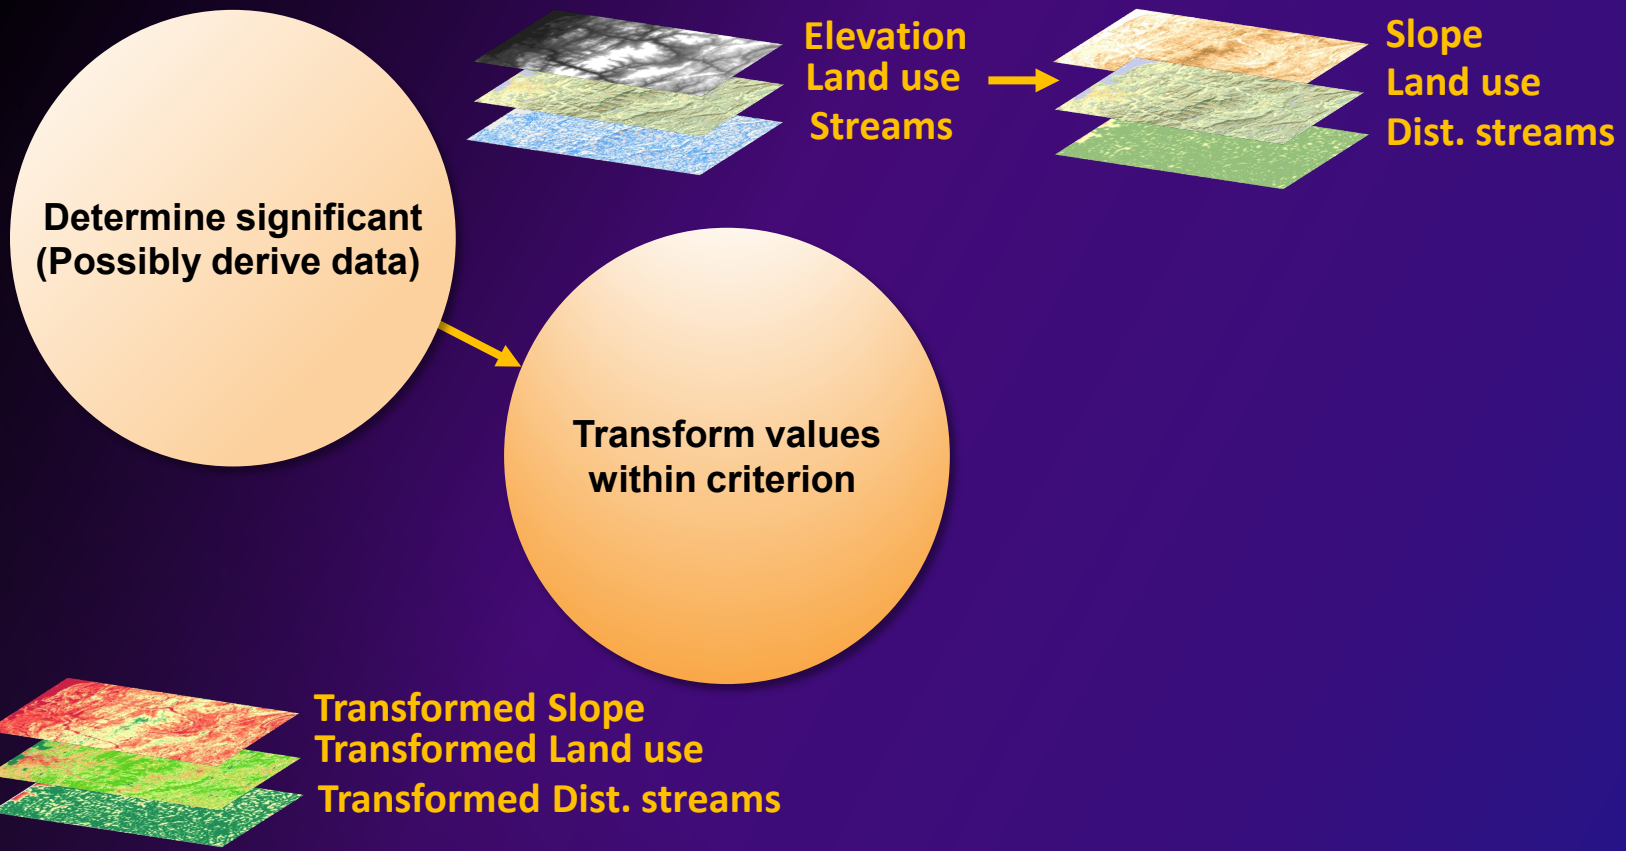 Elevation
Land use
Streams
Slope
Land use
Dist. streams
Determine significant
(Possibly derive data)
Transform values
within criterion
Transformed Slope
Transformed Land use
Transformed Dist. streams